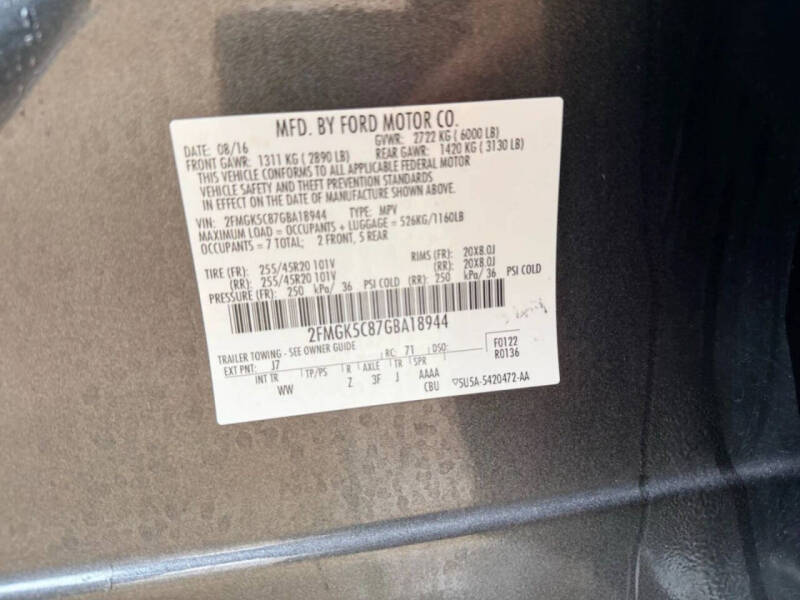 MFD. BY FORD MOTOR CO.
DATE: 08/16 GVWR: 2722 KG ( 6000 LB)
FRONT GAWR: 1311 KG ( 2890 LB) REAR GAWR: 1420 KG ( 3130 LB)
THIS VEHICLE CONFORMS TO ALL APPLICABLE FEDERAL MOTOR
VEHICLE SAFETY AND THEFT PREVENTION STANDARDS
IN EFFECT ON THE DATE OF MANUFACTURE SHOWN ABOVE.
VIN: 2FMGK5C87GBA18944 TYPE: MPV
MAXIMUM LOAD = OCCUPANTS + LUGGAGE = 526KG/1160LB
OCCUPANTS = 7 TOTAL; 2 FRONT, 5 REAR
TIRE (FR): 255/45R20 101V RIMS (FR): 20X8.0J
(RR): 255/45R20 101V (RR): 20X8.0J
PRESSURE (FR): 250 kPa/ 36 PSI COLD (RR): 250 kPa/ 36 PSI COLD
2FMGK5C87GBA18944
TRAILER TOWING - SEE OWNER GUIDE
EXT PNT: J7 RC: 71 DSO: F0122
R0136
INT TR TP/PS R AXLE TR SPR
WW Z 3F J AAAA
CBU ▽5U5A-5420472-AA